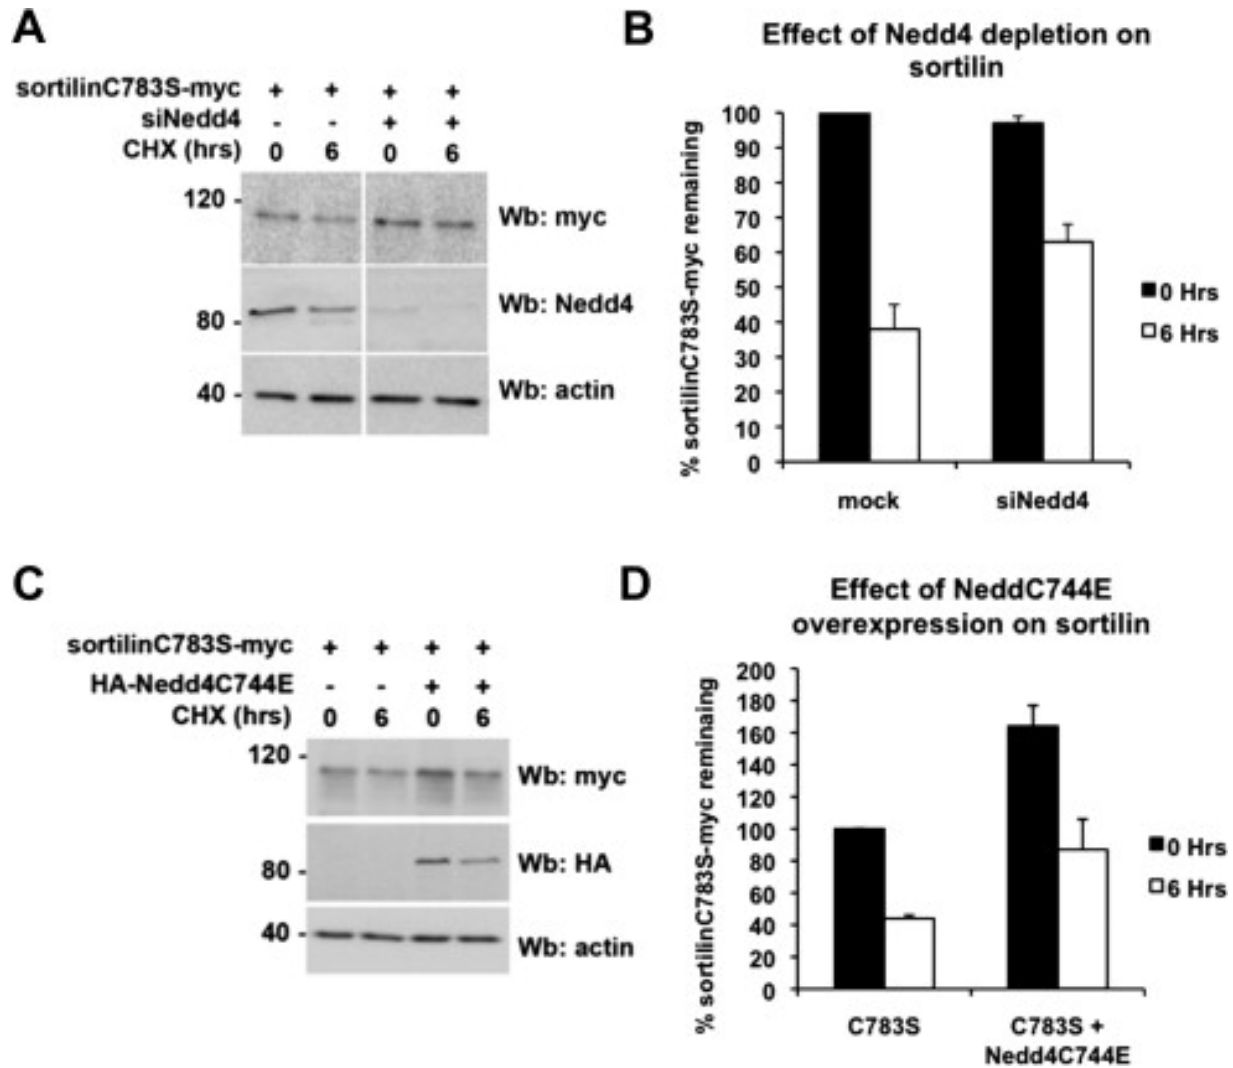 A
sortilinC783S-myc + + + +
siNedd4 - - + +
CHX (hrs) 0 6 0 6
120 -
Wb: myc
Wb: Nedd4
80 -
Wb: actin
40 -
B
Effect of Nedd4 depletion on
sortilin
% sortilinC783S-myc remaining
100
90
80
70
60
50
40
30
20
10
0
mock siNedd4
0 Hrs
6 Hrs
C
sortilinC783S-myc + + + +
HA-Nedd4C744E - - + +
CHX (hrs) 0 6 0 6
120 -
Wb: myc
80 -
Wb: HA
40 -
Wb: actin
D
Effect of NeddC744E
overexpression on sortilin
% sortilinC783S-myc reminaing
200
180
160
140
120
100
80
60
40
20
0
C783S C783S +
Nedd4C744E
0 Hrs
6 Hrs